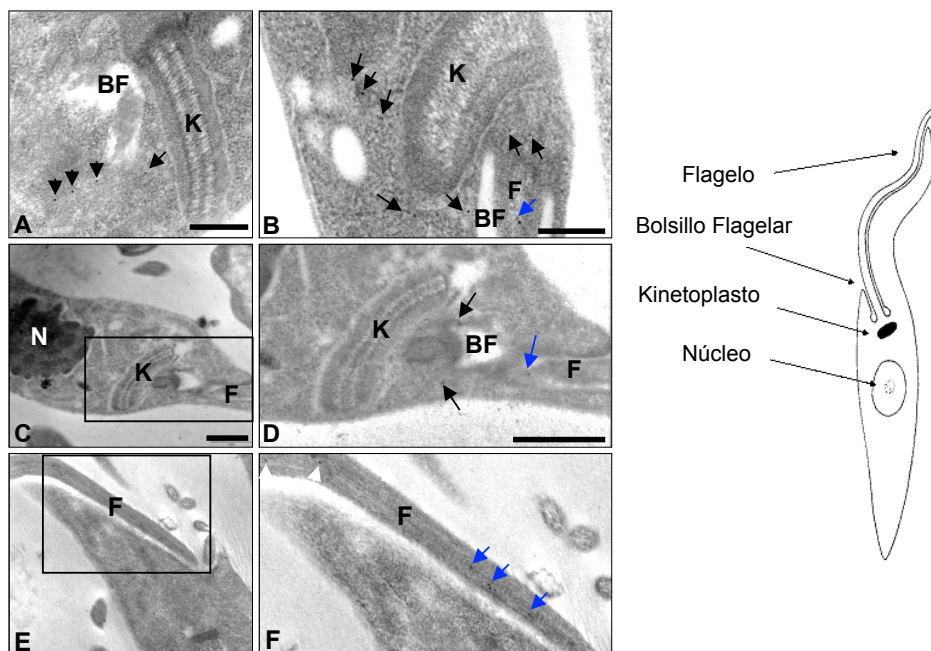 BF
K
A
K
F
BF
B
N
K
F
C
K
BF
F
D
F
E
F
F
Flagelo
Bolsillo Flagelar
Kinetoplasto
Núcleo